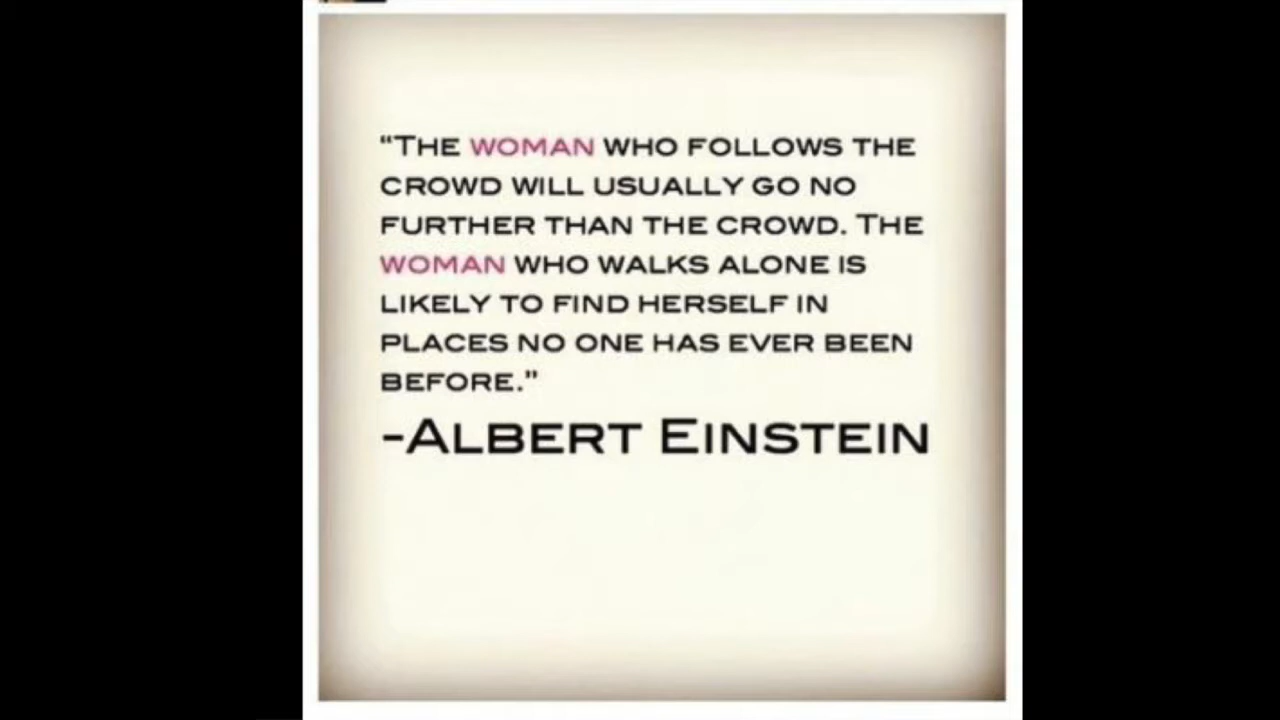 “The woman who follows the
crowd will usually go no
further than the crowd. The
woman who walks alone is
likely to find herself in
places no one has ever been
before.”
-Albert Einstein